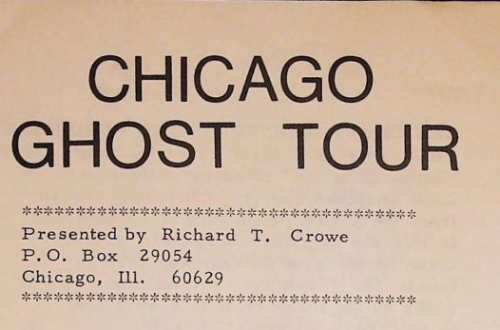 CHICAGO
GHOST TOUR
****************************************
Presented by Richard T. Crowe
P.O. Box 29054
Chicago, Ill. 60629
****************************************